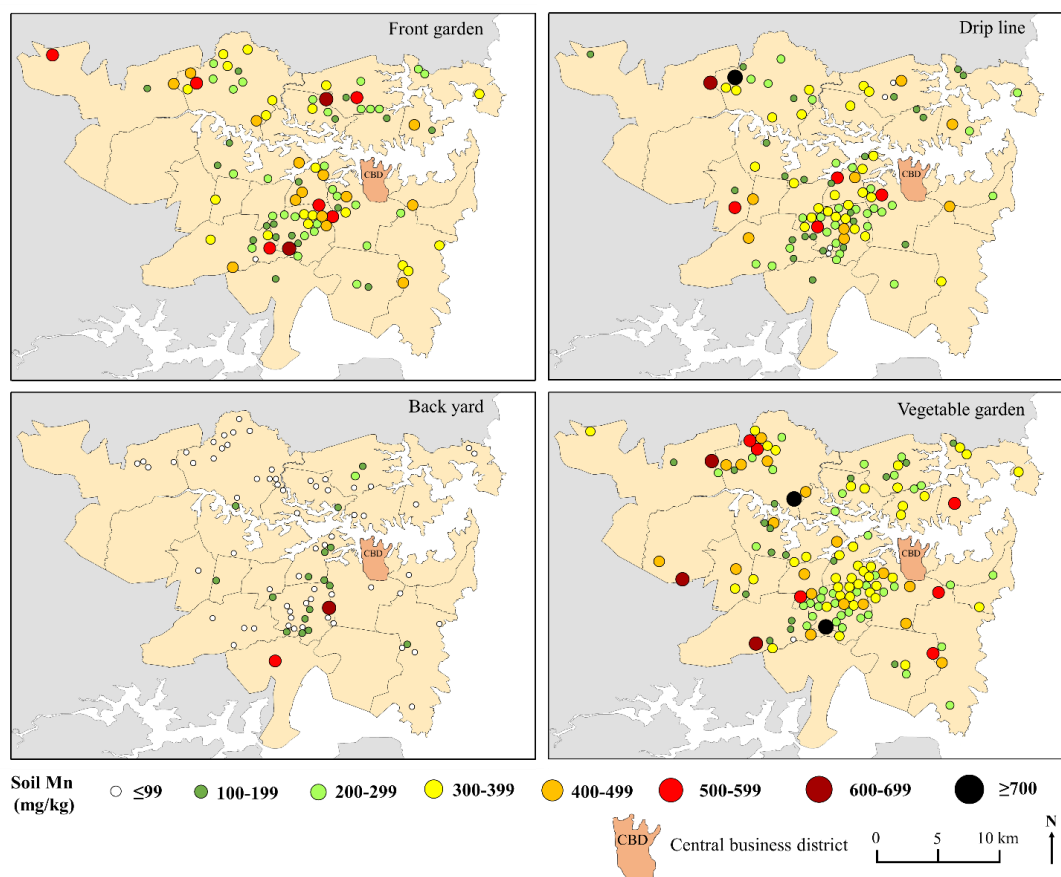 Front garden
CBD
Drip line
CBD
Back yard
CBD
Vegetable garden
CBD
Soil Mn
(mg/kg)
≤99
100-199
200-299
300-399
400-499
500-599
600-699
≥700
CBD
Central business district
0 5 10 km
N